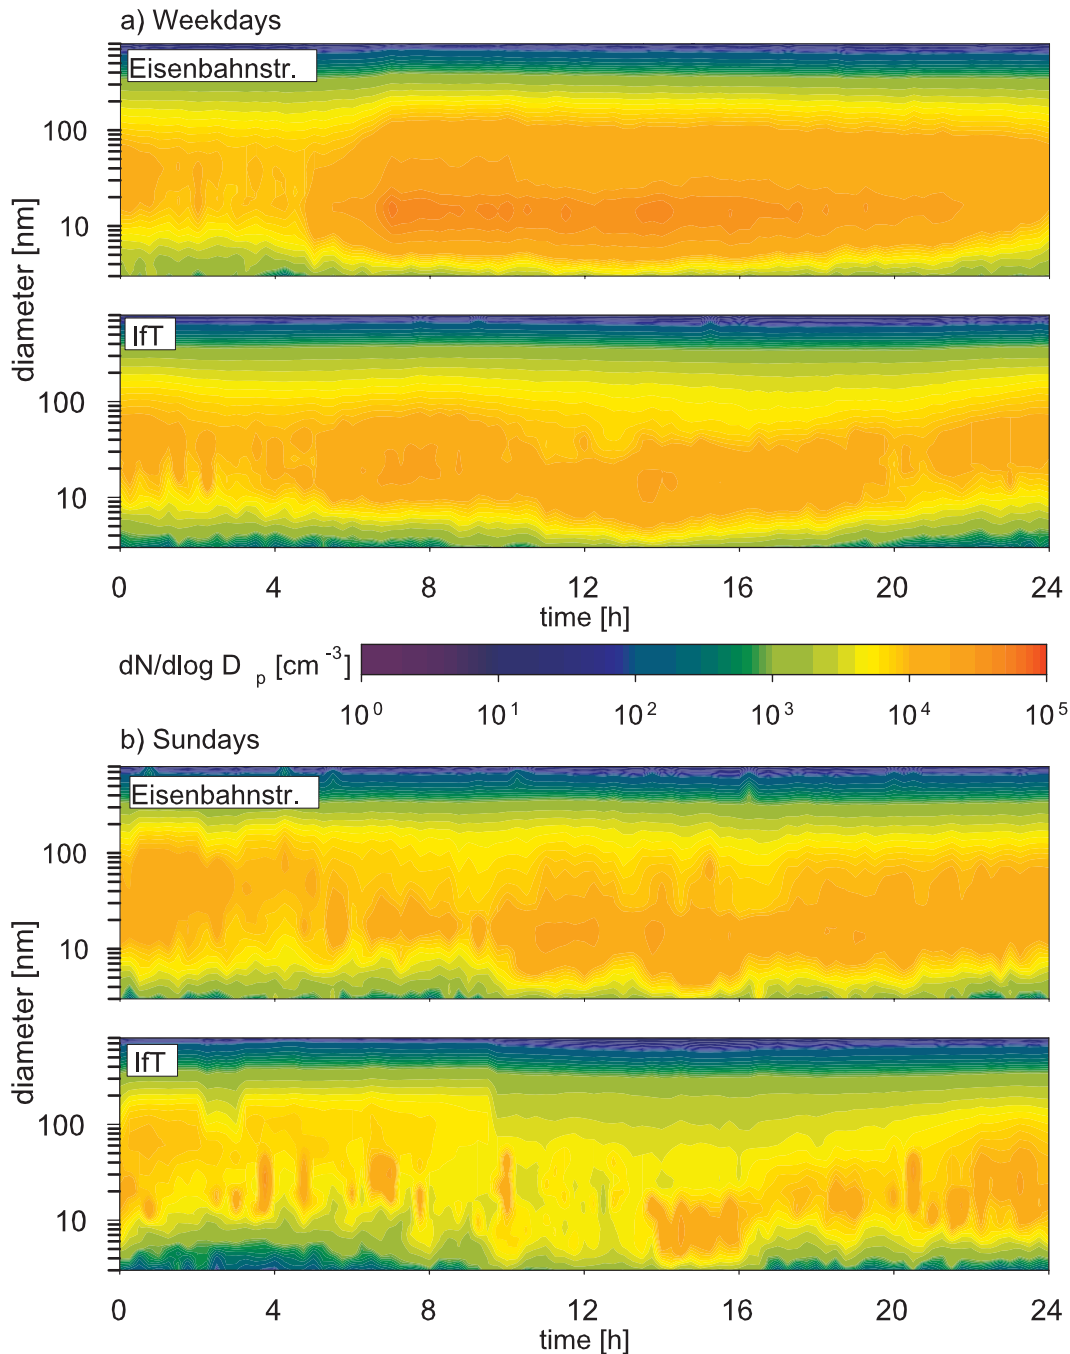 a) Weekdays
Eisenbahnstr.
100
10
IfT
100
10
diameter [nm]
0 4 8 12 16 20 24
time [h]
dN/dlog D p [cm -3]
10^0 10^1 10^2 10^3 10^4 10^5
b) Sundays
Eisenbahnstr.
100
10
IfT
100
10
diameter [nm]
0 4 8 12 16 20 24
time [h]